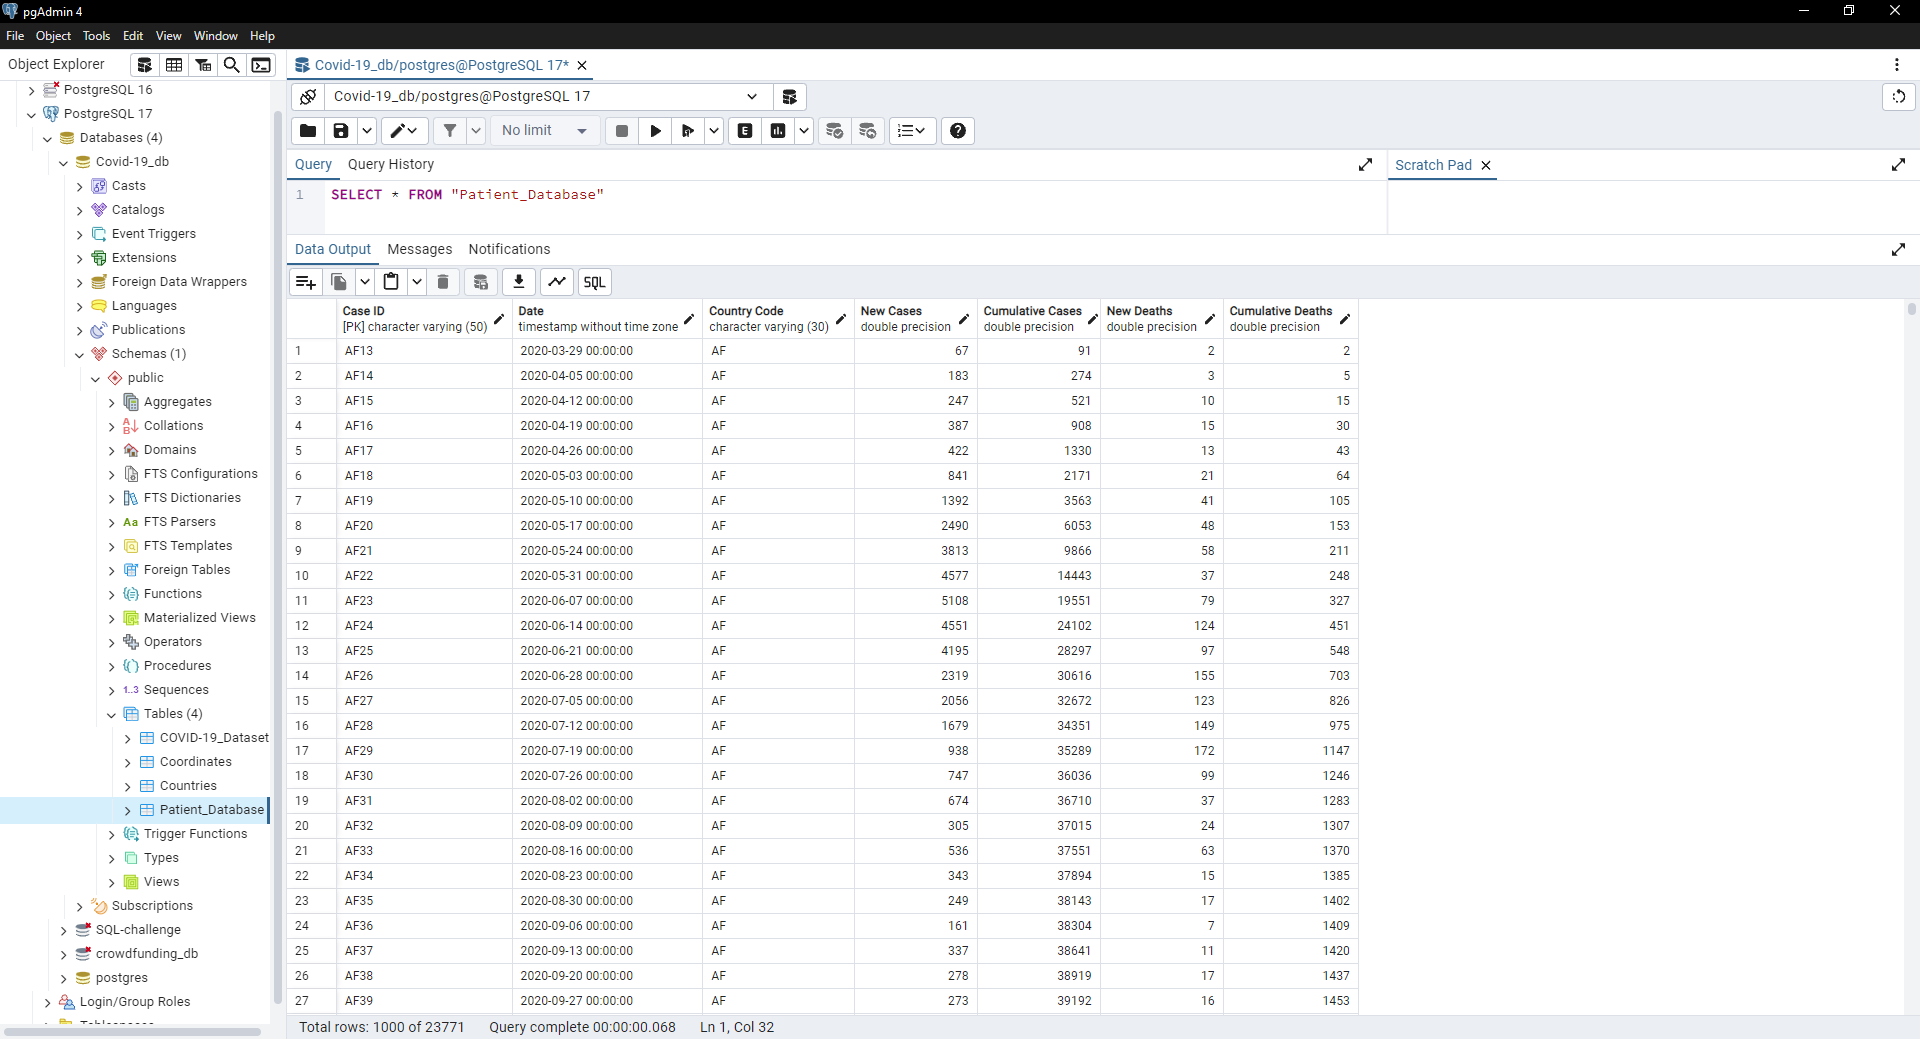 pgAdmin 4
File Object Tools Edit View Window Help
Object Explorer
PostgreSQL 16
PostgreSQL 17
Databases (4)
Covid-19_db
Casts
Catalogs
Event Triggers
Extensions
Foreign Data Wrappers
Languages
Publications
Schemas (1)
public
Aggregates
Collations
Domains
FTS Configurations
FTS Dictionaries
Aa FTS Parsers
FTS Templates
Foreign Tables
Functions
Materialized Views
Operators
Procedures
1..3 Sequences
Tables (4)
COVID-19_Dataset
Coordinates
Countries
Patient_Database
Trigger Functions
Types
Views
Subscriptions
SQL-challenge
crowdfunding_db
postgres
Login/Group Roles
Covid-19_db/postgres@PostgreSQL 17*
Covid-19_db/postgres@PostgreSQL 17
No limit
E
Query Query History
Scratch Pad
1 SELECT * FROM "Patient_Database"
Data Output Messages Notifications
SQL
Case ID Date Country Code New Cases Cumulative Cases New Deaths Cumulative Deaths
[PK] character varying (50) timestamp without time zone character varying (30) double precision double precision double precision double precision
1 AF13 2020-03-29 00:00:00 AF 67 91 2 2
2 AF14 2020-04-05 00:00:00 AF 183 274 3 5
3 AF15 2020-04-12 00:00:00 AF 247 521 10 15
4 AF16 2020-04-19 00:00:00 AF 387 908 15 30
5 AF17 2020-04-26 00:00:00 AF 422 1330 13 43
6 AF18 2020-05-03 00:00:00 AF 841 2171 21 64
7 AF19 2020-05-10 00:00:00 AF 1392 3563 41 105
8 AF20 2020-05-17 00:00:00 AF 2490 6053 48 153
9 AF21 2020-05-24 00:00:00 AF 3813 9866 58 211
10 AF22 2020-05-31 00:00:00 AF 4577 14443 37 248
11 AF23 2020-06-07 00:00:00 AF 5108 19551 79 327
12 AF24 2020-06-14 00:00:00 AF 4551 24102 124 451
13 AF25 2020-06-21 00:00:00 AF 4195 28297 97 548
14 AF26 2020-06-28 00:00:00 AF 2319 30616 155 703
15 AF27 2020-07-05 00:00:00 AF 2056 32672 123 826
16 AF28 2020-07-12 00:00:00 AF 1679 34351 149 975
17 AF29 2020-07-19 00:00:00 AF 938 35289 172 1147
18 AF30 2020-07-26 00:00:00 AF 747 36036 99 1246
19 AF31 2020-08-02 00:00:00 AF 674 36710 37 1283
20 AF32 2020-08-09 00:00:00 AF 305 37015 24 1307
21 AF33 2020-08-16 00:00:00 AF 536 37551 63 1370
22 AF34 2020-08-23 00:00:00 AF 343 37894 15 1385
23 AF35 2020-08-30 00:00:00 AF 249 38143 17 1402
24 AF36 2020-09-06 00:00:00 AF 161 38304 7 1409
25 AF37 2020-09-13 00:00:00 AF 337 38641 11 1420
26 AF38 2020-09-20 00:00:00 AF 278 38919 17 1437
27 AF39 2020-09-27 00:00:00 AF 273 39192 16 1453
Total rows: 1000 of 23771 Query complete 00:00:00.068 Ln 1, Col 32